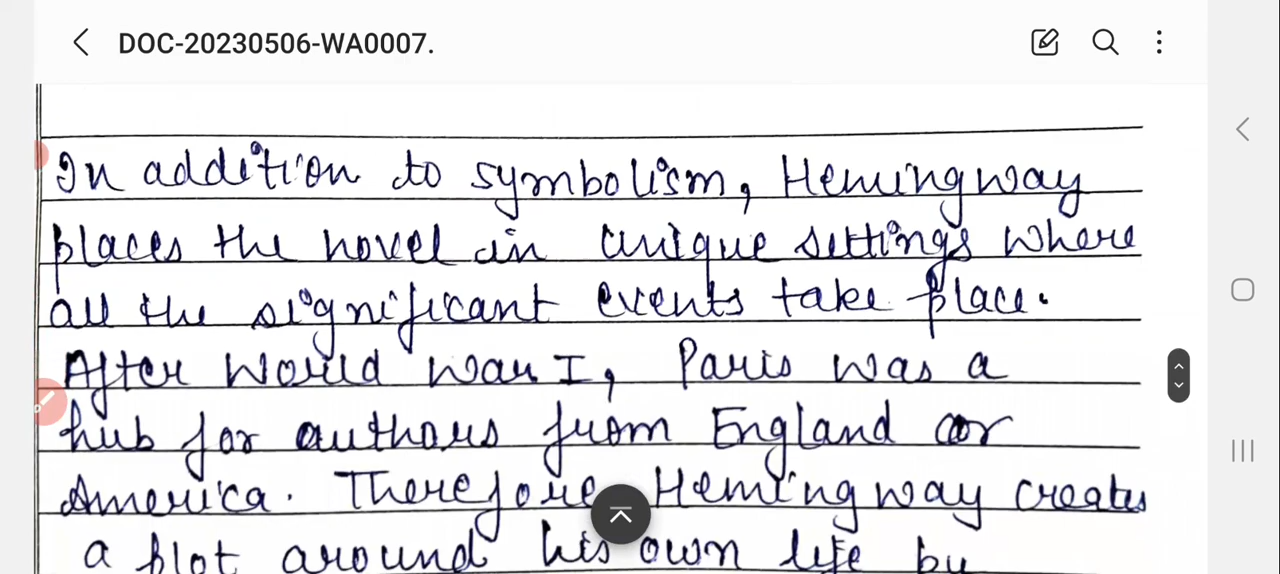 DOC-20230506-WA0007.
In addition to symbolism, Hemingway
places the novel in unique settings where
all the significant events take place.
After World War I, Paris was a
hub for authors from England or
America. Therefore Hemingway creates
a plot around his own life by